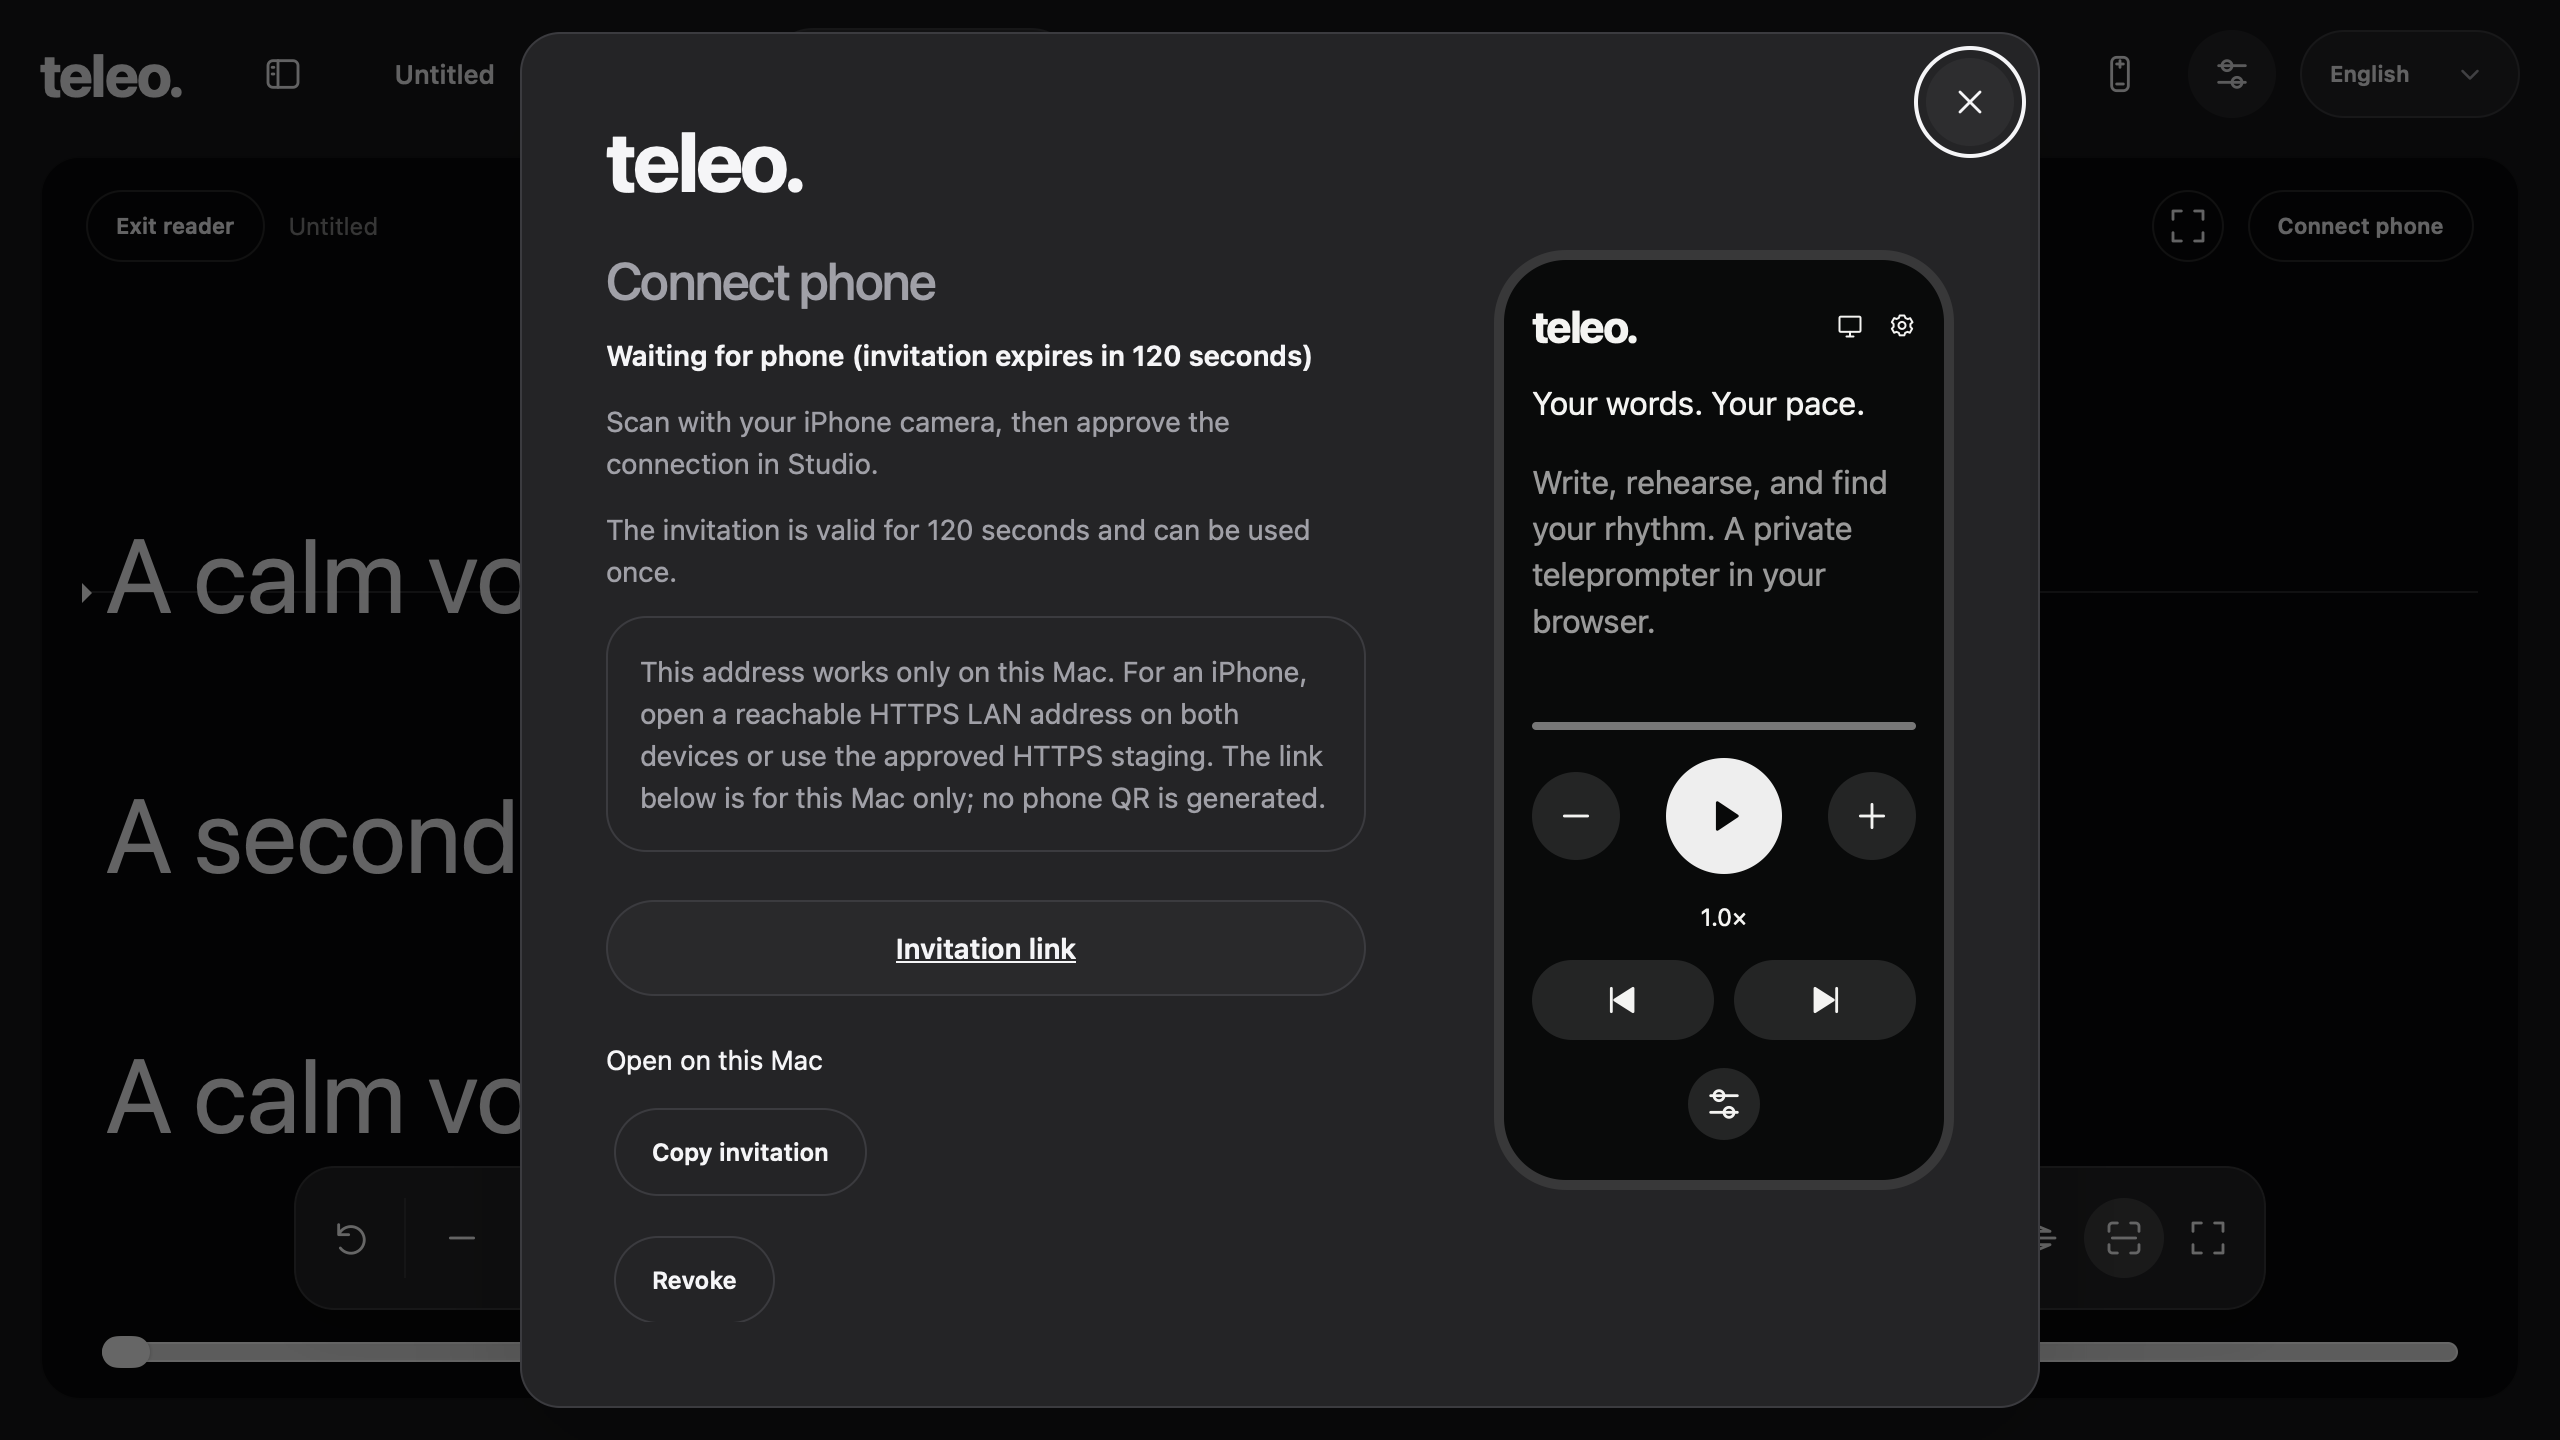 teleo.
Untitled
English
Exit reader
Untitled
Connect phone
A calm
A second
A calm
teleo.
Connect phone
Waiting for phone (invitation expires in 120 seconds)
Scan with your iPhone camera, then approve the
connection in Studio.
The invitation is valid for 120 seconds and can be used
once.
This address works only on this Mac. For an iPhone,
open a reachable HTTPS LAN address on both
devices or use the approved HTTPS staging. The link
below is for this Mac only; no phone QR is generated.
Invitation link
Open on this Mac
Copy invitation
Revoke
teleo.
Your words. Your pace.
Write, rehearse, and find
your rhythm. A private
teleprompter in your
browser.
1.0×